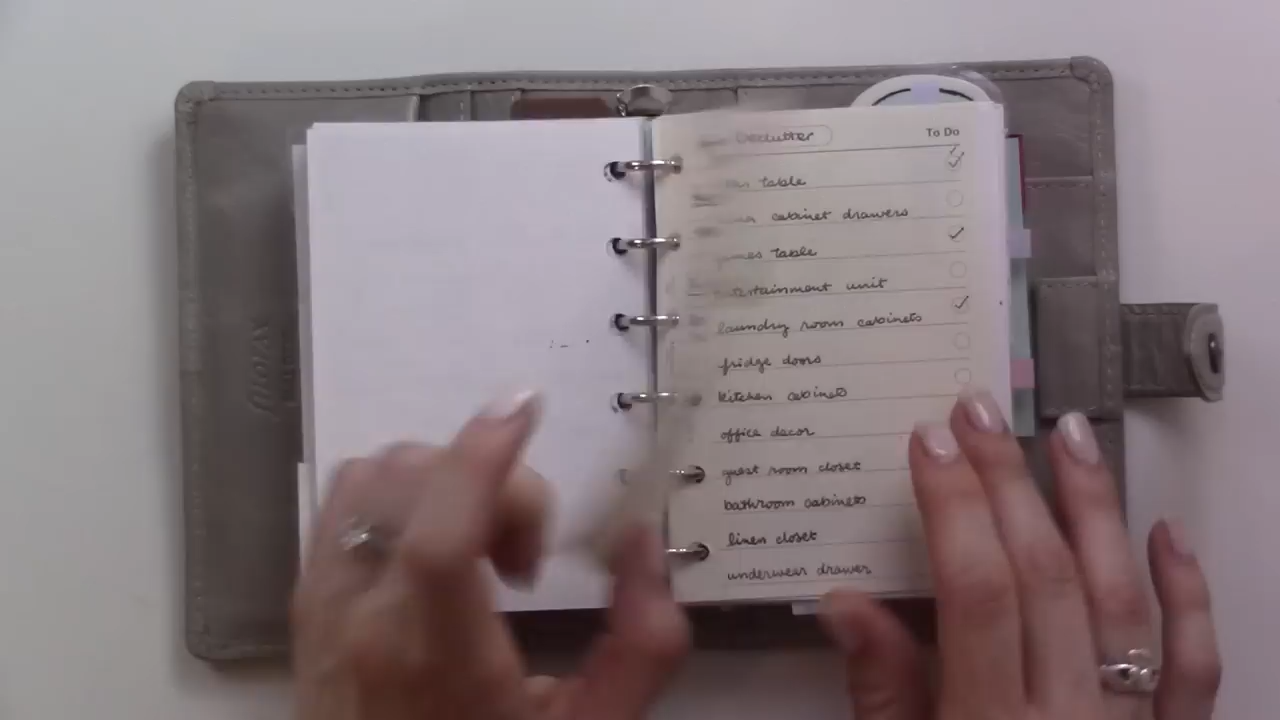 Declutter
To Do
table
cabinet drawers
table
entertainment unit
laundry room cabinets
fridge doors
kitchen cabinets
office decor
guest room closet
bathroom cabinets
linen closet
underwear drawer